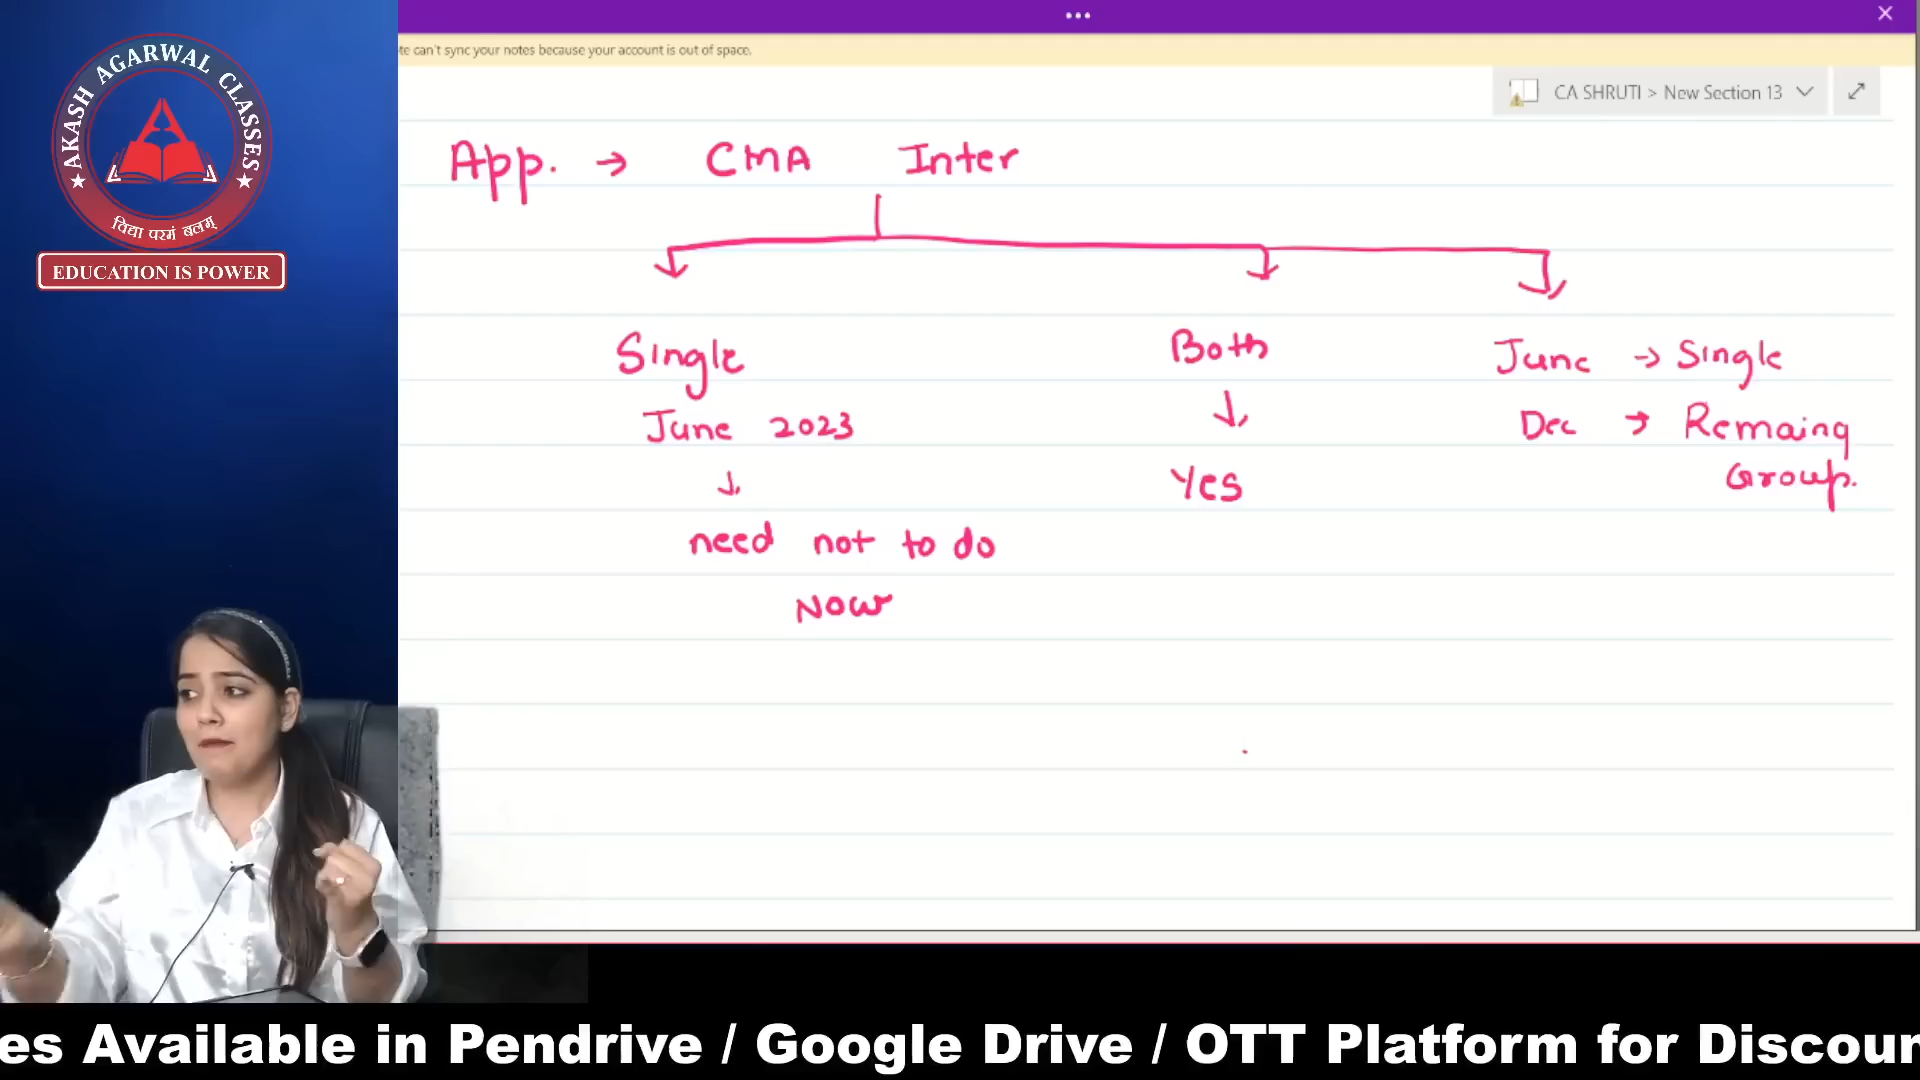 AKASH AGARWAL CLASSES
विद्या परमं बलम्
EDUCATION IS POWER
te can't sync your notes because your account is out of space.
CA SHRUTI > New Section 13
App. → CMA Inter
Single
June 2023
↓
need not to do
Now
Both
↓
Yes
June → Single
Dec → Remaing
Group.
es Available in Pendrive / Google Drive / OTT Platform for Discoun